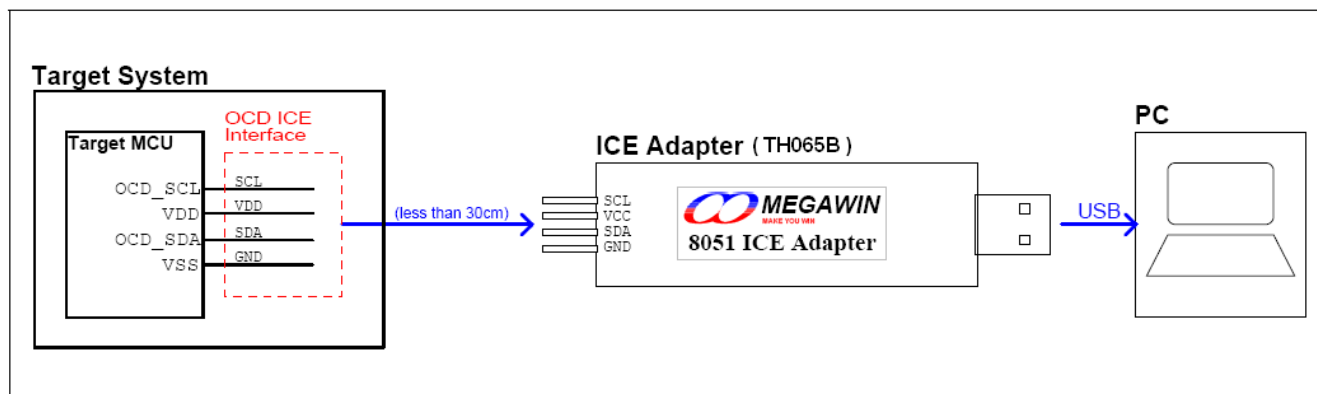 Target System
Target MCU
OCD ICE
Interface
OCD_SCL
SCL
VDD
VDD
OCD_SDA
SDA
VSS
GND
(less than 30cm)
ICE Adapter ( TH065B )
SCL
VCC
SDA
GND
MEGAWIN
MAKE YOU WIN
8051 ICE Adapter
USB
PC